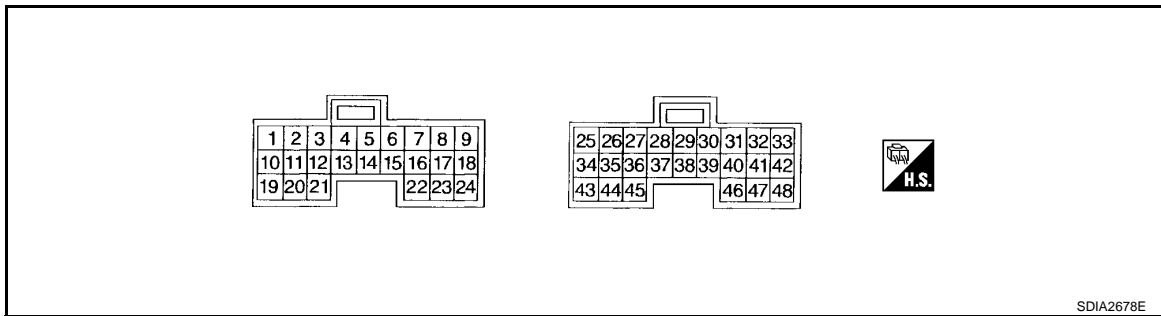 1 2 3 4 5 6 7 8 9
10 11 12 13 14 15 16 17 18
19 20 21 22 23 24
25 26 27 28 29 30 31 32 33
34 35 36 37 38 39 40 41 42
43 44 45 46 47 48
H.S.
SDIA2678E